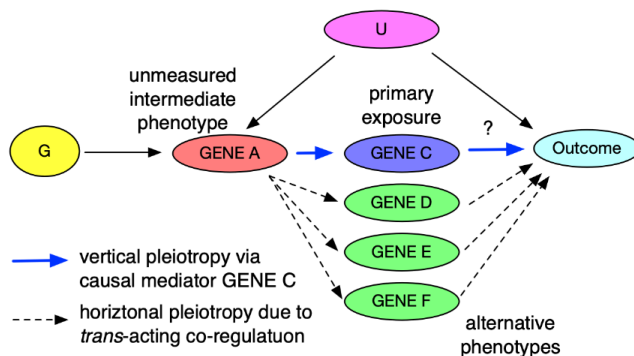 U
unmeasured
intermediate
phenotype
primary
exposure
?
G
GENE A
GENE C
Outcome
GENE D
GENE E
GENE F
vertical pleiotropy via
causal mediator GENE C
horiztonal pleiotropy due to
trans-acting co-regulatuon
alternative
phenotypes